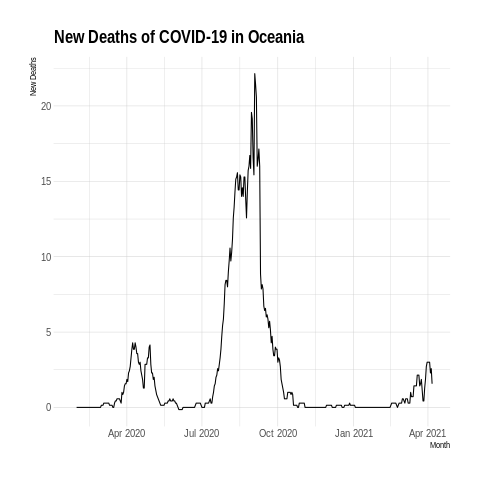 New Deaths of COVID-19 in Oceania
New Deaths
20
15
10
5
0
Apr 2020 Jul 2020 Oct 2020 Jan 2021 Apr 2021
Month